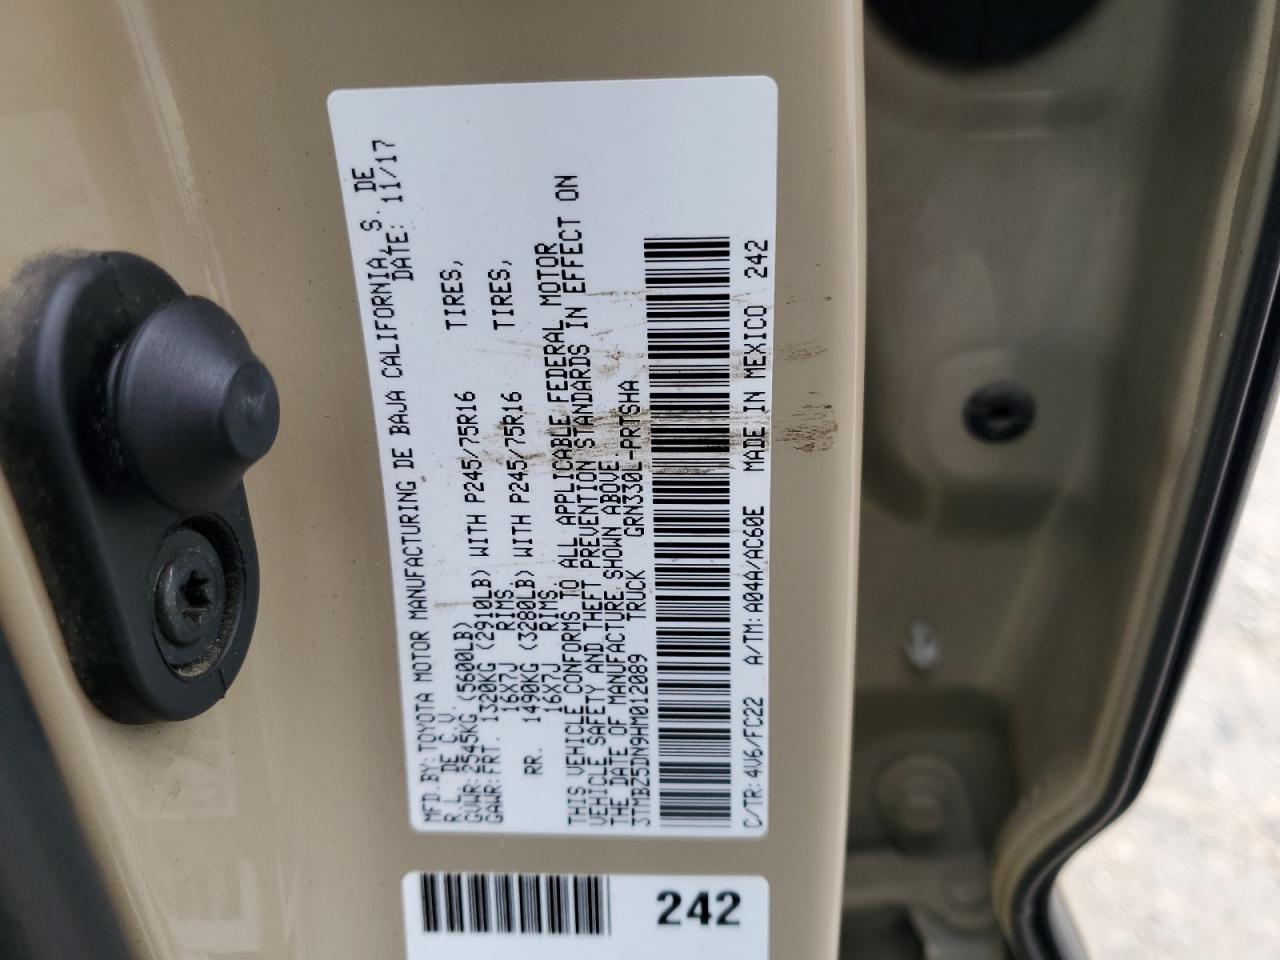 MFD.BY:TOYOTA MOTOR MANUFACTURING DE BAJA CALIFORNIA, S. DE
R.L. DE C.V. DATE: 11/17
GVWR:2545KG (5600LB)
GAWR:FRT. 1320KG (2910LB) WITH P245/75R16 TIRES,
16X7J RIMS.
RR. 1490KG (3280LB) WITH P245/75R16 TIRES,
16X7J RIMS.
THIS VEHICLE CONFORMS TO ALL APPLICABLE FEDERAL MOTOR
VEHICLE SAFETY AND THEFT PREVENTION STANDARDS IN EFFECT ON
THE DATE OF MANUFACTURE SHOWN ABOVE.
3TMBZ5DN9HM012089 TRUCK GRN330L-PRTSHA
C/TR:4V6/FC22 A/TM:A04A/AC60E MADE IN MEXICO 242
242